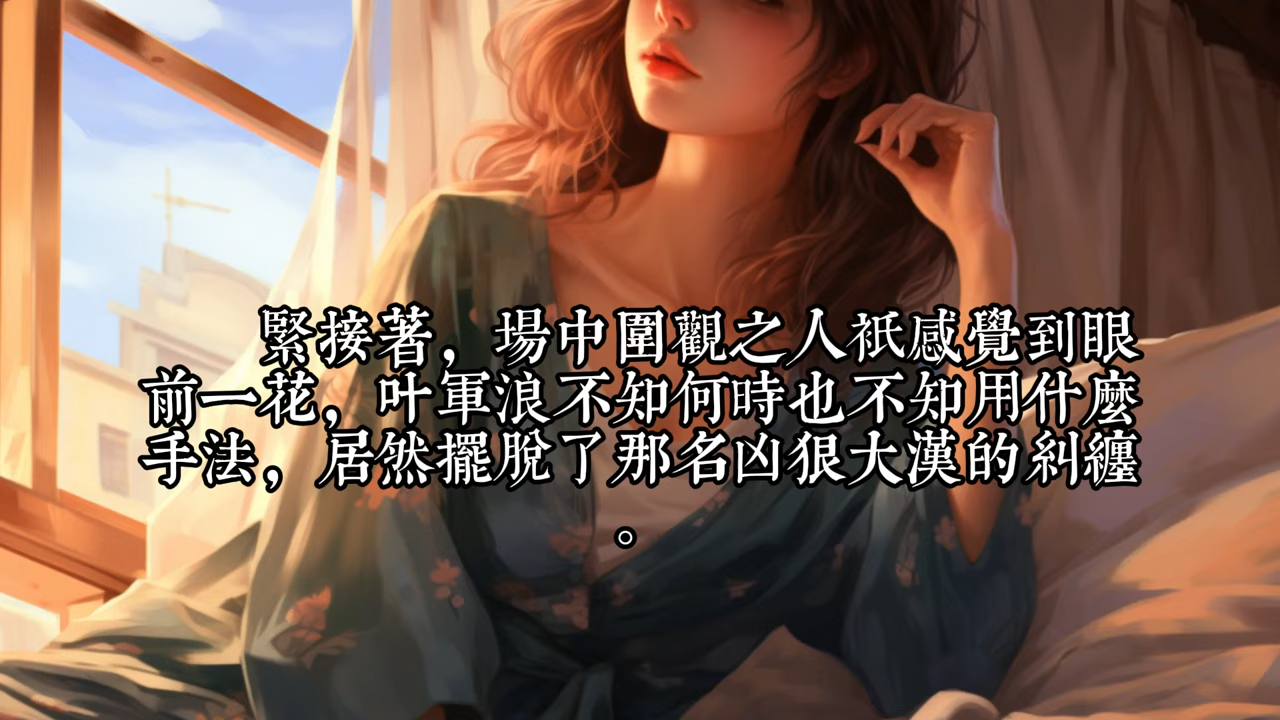 緊接著，場中圍觀之人祇感覺到眼
前一花，叶軍浪不知何時也不知用什麼
手法，居然擺脫了那名凶狠大漢的糾纏
。